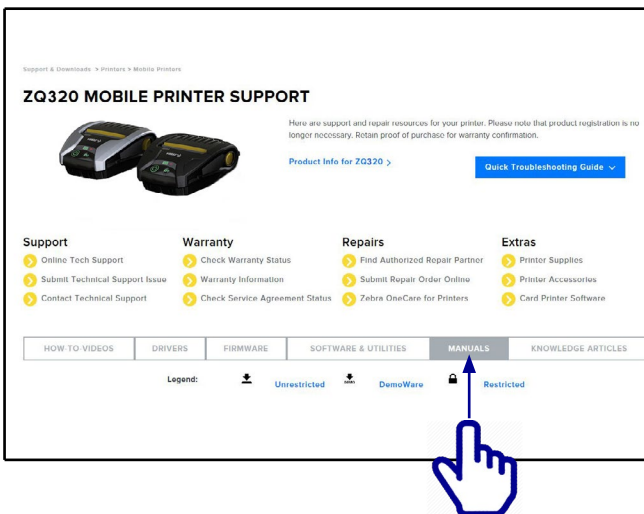 Support & Downloads > Printers > Mobile Printers
ZQ320 MOBILE PRINTER SUPPORT
Here are support and repair resources for your printer. Please note that product registration is no
longer necessary. Retain proof of purchase for warranty confirmation.
Product Info for ZQ320 >
Quick Troubleshooting Guide
Support
Online Tech Support
Submit Technical Support Issue
Contact Technical Support
Warranty
Check Warranty Status
Warranty Information
Check Service Agreement Status
Repairs
Find Authorized Repair Partner
Submit Repair Order Online
Zebra OneCare for Printers
Extras
Printer Supplies
Printer Accessories
Card Printer Software
HOW-TO-VIDEOS
DRIVERS
FIRMWARE
SOFTWARE & UTILITIES
MANUALS
KNOWLEDGE ARTICLES
Legend:
Unrestricted
DemoWare
Restricted